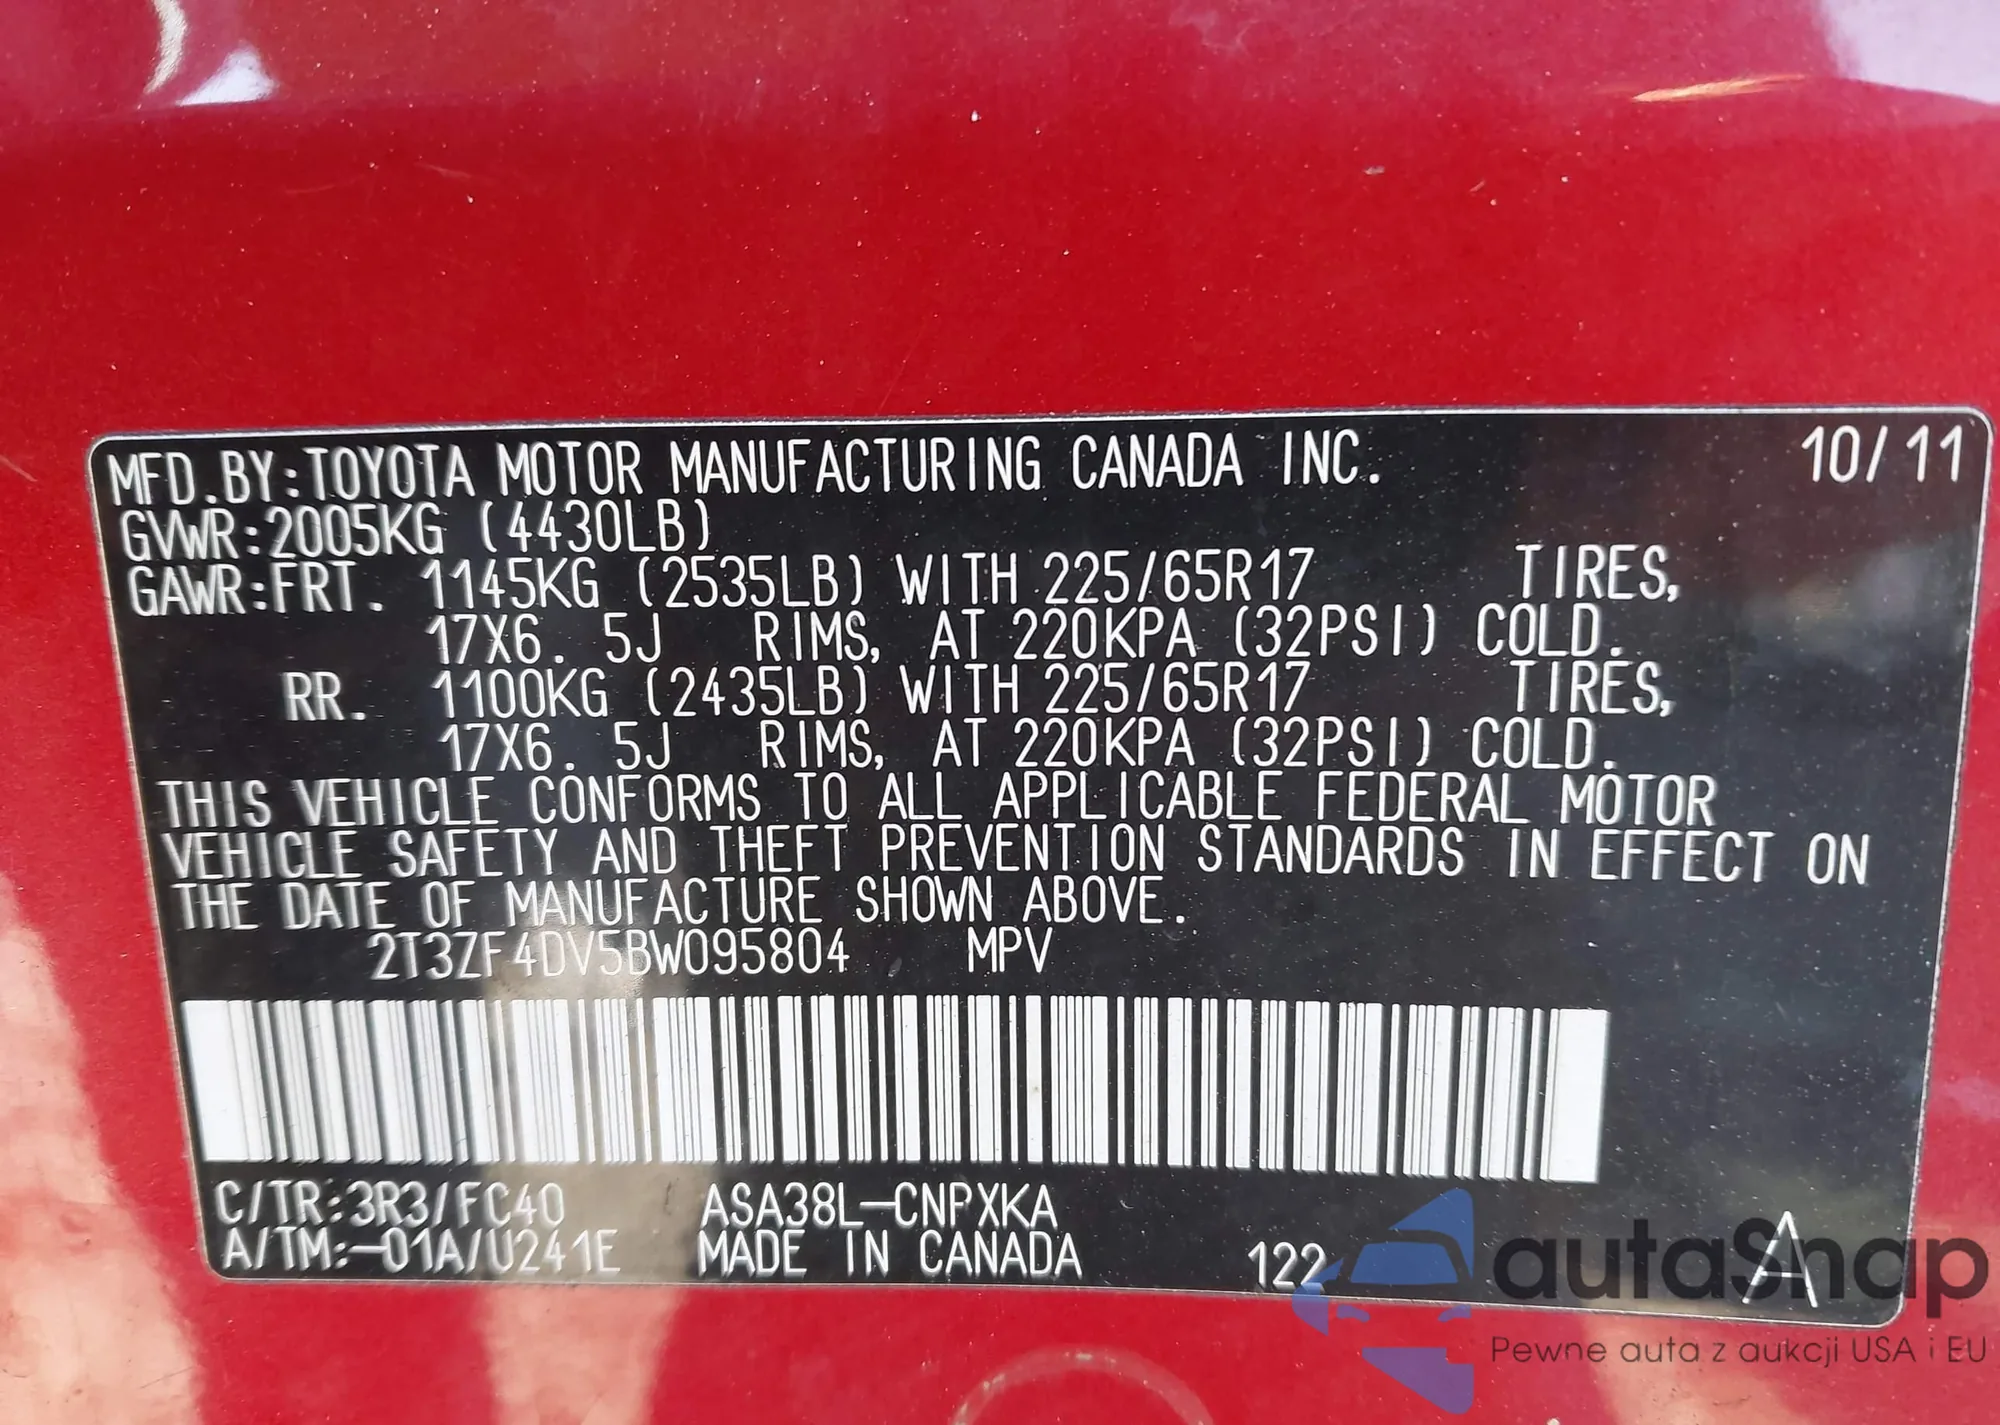 MFD.BY:TOYOTA MOTOR MANUFACTURING CANADA INC. 10/11
GVWR:2005KG (4430LB)
GAWR:FRT. 1145KG (2535LB) WITH 225/65R17 TIRES,
17X6.5J RIMS, AT 220KPA (32PSI) COLD.
RR. 1100KG (2435LB) WITH 225/65R17 TIRES,
17X6.5J RIMS, AT 220KPA (32PSI) COLD.
THIS VEHICLE CONFORMS TO ALL APPLICABLE FEDERAL MOTOR
VEHICLE SAFETY AND THEFT PREVENTION STANDARDS IN EFFECT ON
THE DATE OF MANUFACTURE SHOWN ABOVE.
2T3ZF4DV5BW095804 MPV
C/TR:3R3/FC40 ASA38L-CNPXKA
A/TM:-01A/U241E MADE IN CANADA 122 A
autoSnap
Pewne auta z aukcji USA i EU